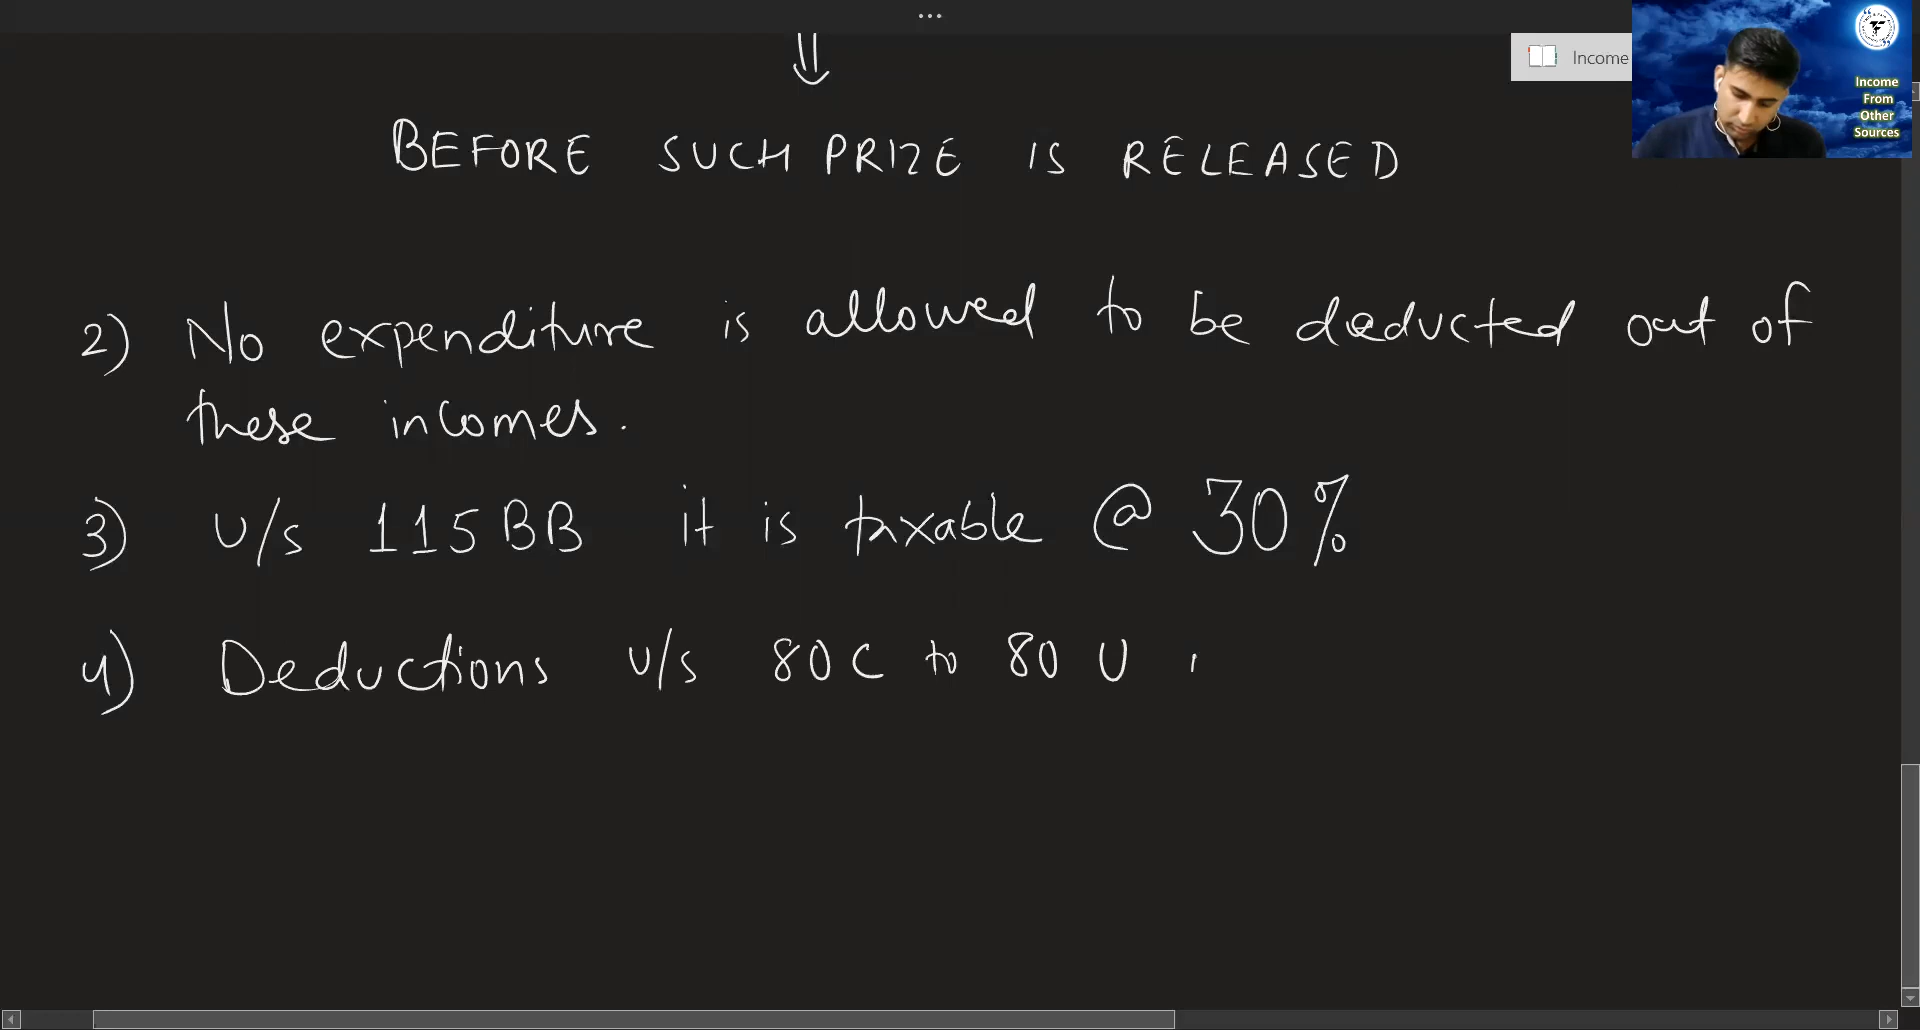 ...
Income
Income
From
Other
Sources
BEFORE SUCH PRIZE IS RELEASED
2) No expenditure is allowed to be deducted out of
these incomes.
3) U/s 115BB it is taxable @ 30%
4) Deductions u/s 80C to 80 U